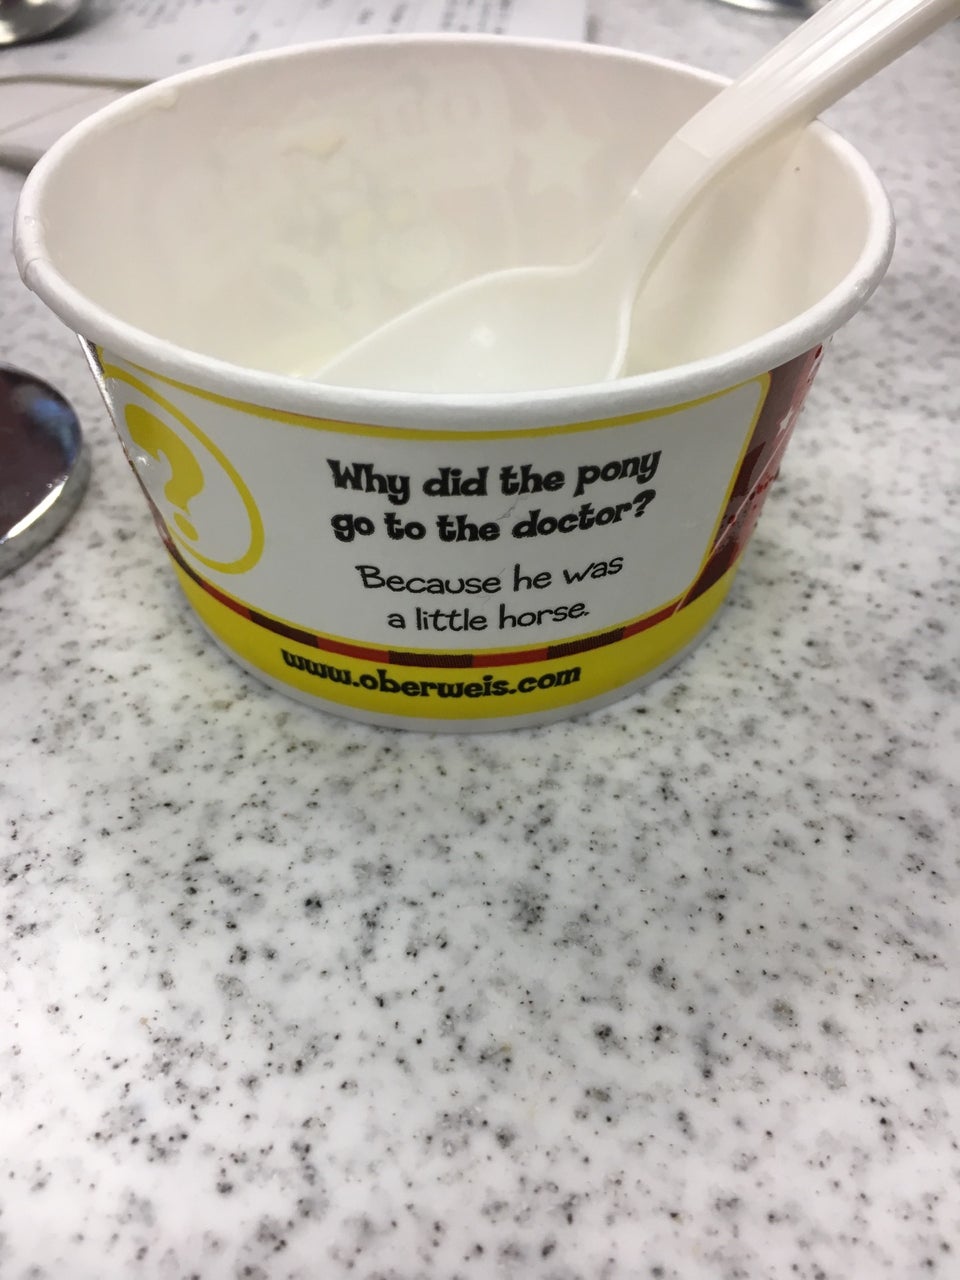 Why did the pony
go to the doctor?
Because he was
a little horse.
www.oberweis.com